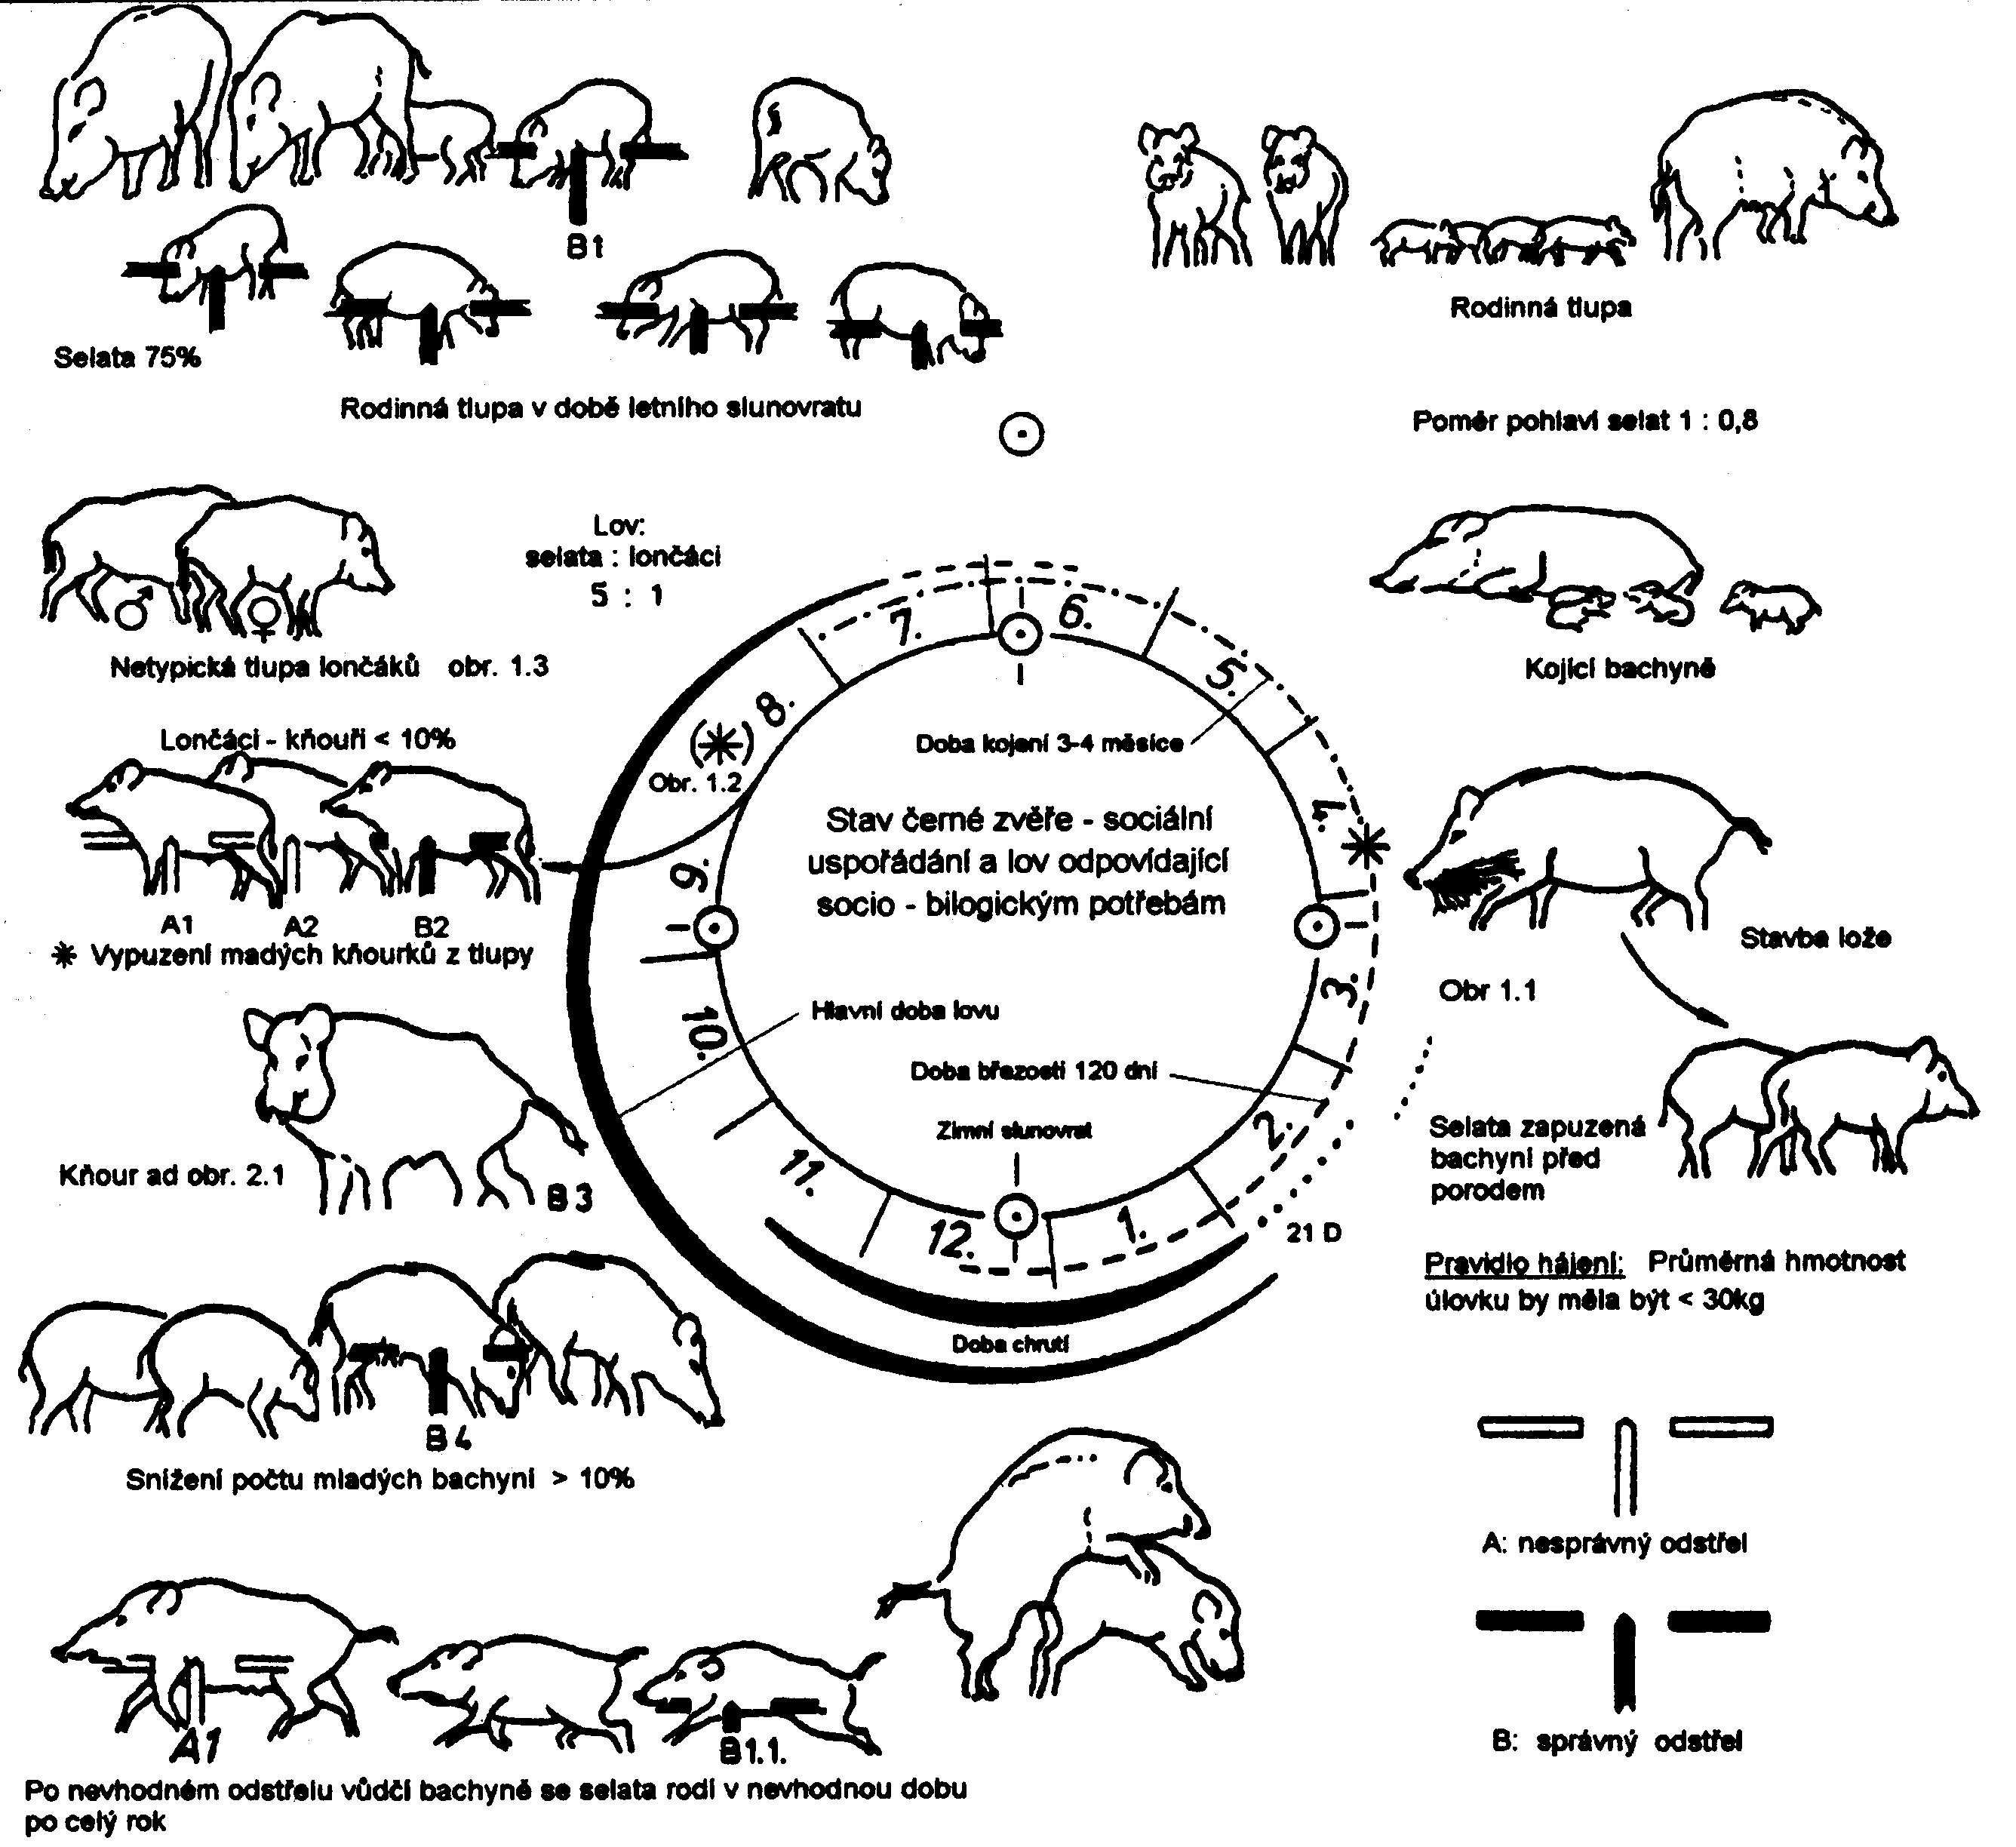 B1
Selata 75%
Rodinná tlupa v době letního slunovratu
Rodinná tlupa
Poměr pohlaví selat 1 : 0,8
Lov:
selata : lončáci
5 : 1
♂ ♀
Netypická tlupa lončáků obr. 1.3
Kojící bachyně
Lončáci - kňouři < 10%
A1 A2 B2
* Vypuzení madých kňourků z tlupy
7.
6.
5.
4.
3.
2.
1.
12.
11.
10.
9.
8.
(*)
Obr. 1.2
Doba kojení 3-4 měsíce
Stav černé zvěře - sociální
uspořádání a lov odpovídající
socio - bilogickým potřebám
Hlavní doba lovu
Doba březosti 120 dní
Zimní slunovrat
Doba chrutí
21 D
*
Stavba lože
Obr 1.1
Selata zapuzená
bachyní před
porodem
Pravidlo hájení: Průměrná hmotnost
úlovku by měla být < 30kg
Kňour ad obr. 2.1
B3
B4
Snížení počtu mladých bachyní > 10%
A: nesprávný odstřel
B: správný odstřel
A1
B1.1.
Po nevhodném odstřelu vůdčí bachyně se selata rodí v nevhodnou dobu
po celý rok